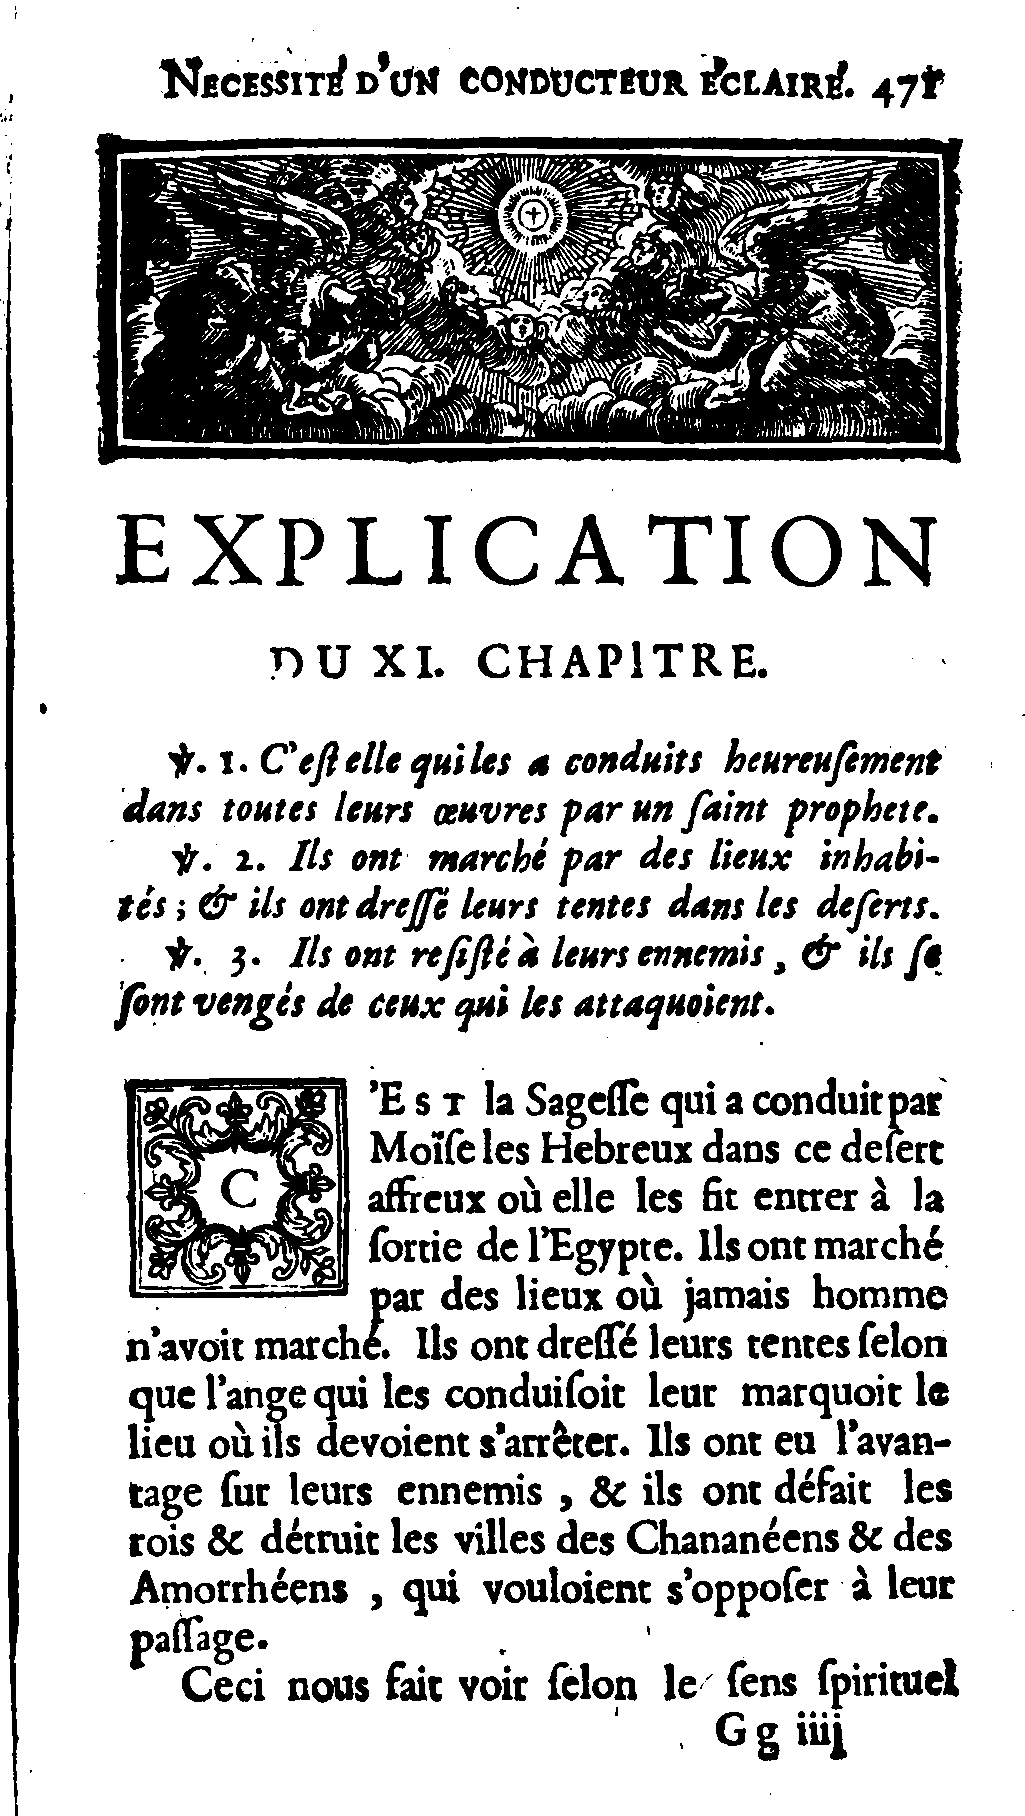 NECESSITÉ D'UN CONDUCTEUR ÉCLAIRÉ. 471
EXPLICATION
DU XI. CHAPITRE.
℣. 1. C'eſt elle qui les a conduits heureuſement
dans toutes leurs œuvres par un ſaint prophete.
℣. 2. Ils ont marché par des lieux inhabi-
tés ; & ils ont dreſſé leurs tentes dans les deſerts.
℣. 3. Ils ont reſiſté à leurs ennemis, & ils ſe
ſont vengés de ceux qui les attaquoient.
C'EST la Sageſſe qui a conduit par
Moïſe les Hebreux dans ce deſert
affreux où elle les fit entrer à la
ſortie de l'Egypte. Ils ont marché
par des lieux où jamais homme
n'avoit marché. Ils ont dreſſé leurs tentes ſelon
que l'ange qui les conduiſoit leur marquoit le
lieu où ils devoient s'arrêter. Ils ont eu l'avan-
tage ſur leurs ennemis, & ils ont défait les
rois & détruit les villes des Chananéens & des
Amorrhéens, qui vouloient s'oppoſer à leur
paſſage.
Ceci nous fait voir ſelon le ſens ſpirituel
Gg iiij